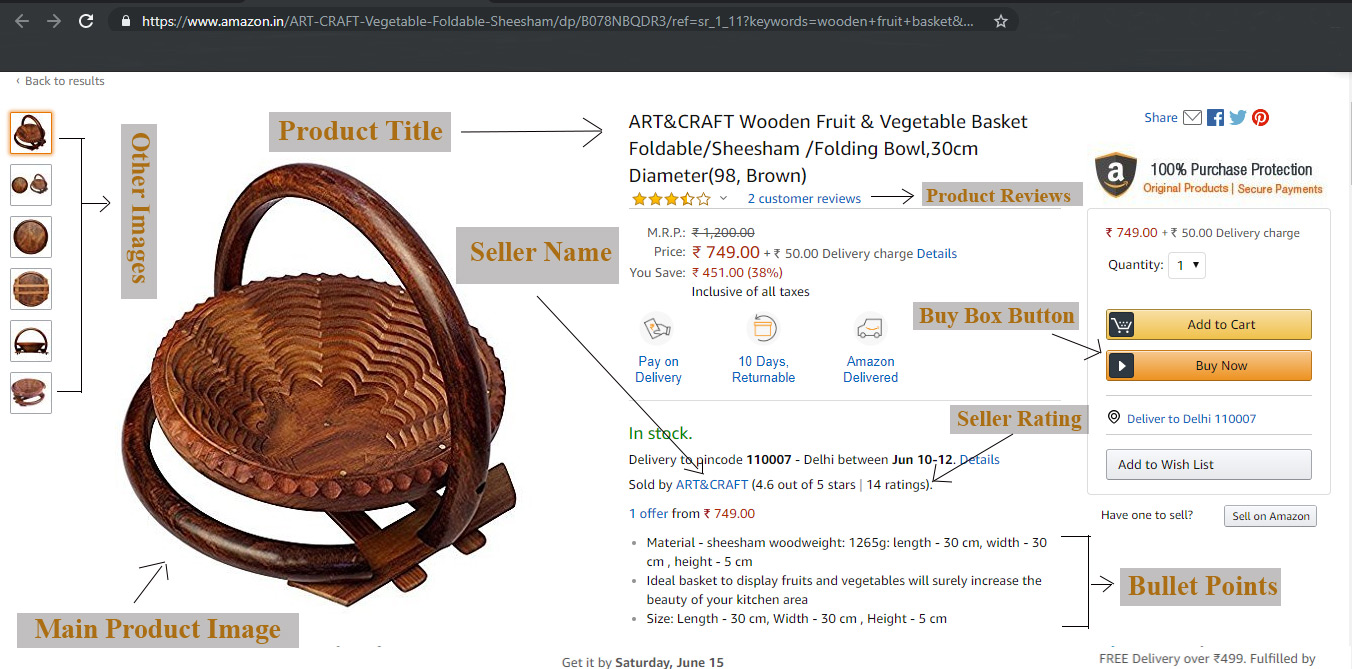 https://www.amazon.in/ART-CRAFT-Vegetable-Foldable-Sheesham/dp/B078NBQDR3/ref=sr_1_11?keywords=wooden+fruit+basket&...
‹ Back to results
Other Images
Product Title
ART&CRAFT Wooden Fruit & Vegetable Basket
Foldable/Sheesham /Folding Bowl,30cm
Diameter(98, Brown)
2 customer reviews
Product Reviews
Seller Name
M.R.P.: ₹ 1,200.00
Price: ₹ 749.00 + ₹ 50.00 Delivery charge Details
You Save: ₹ 451.00 (38%)
Inclusive of all taxes
Pay on
Delivery
10 Days,
Returnable
Amazon
Delivered
In stock.
Delivery to pincode 110007 - Delhi between Jun 10-12. Details
Sold by ART&CRAFT (4.6 out of 5 stars | 14 ratings).
1 offer from ₹ 749.00
• Material - sheesham woodweight: 1265g: length - 30 cm, width - 30
cm , height - 5 cm
• Ideal basket to display fruits and vegetables will surely increase the
beauty of your kitchen area
• Size: Length - 30 cm, Width - 30 cm , Height - 5 cm
Main Product Image
Get it by Saturday, June 15
Share
a
100% Purchase Protection
Original Products | Secure Payments
₹ 749.00 + ₹ 50.00 Delivery charge
Quantity: 1
Buy Box Button
Add to Cart
Buy Now
Seller Rating
Deliver to Delhi 110007
Add to Wish List
Have one to sell? Sell on Amazon
Bullet Points
FREE Delivery over ₹499. Fulfilled by